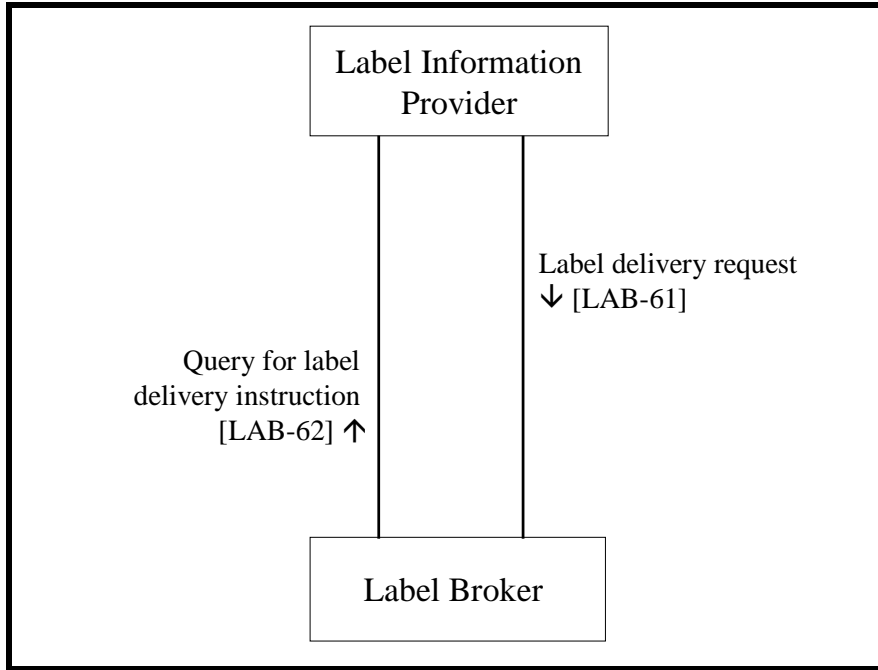 Label Information
Provider
Label delivery request
↓ [LAB-61]
Query for label
delivery instruction
[LAB-62] ↑
Label Broker